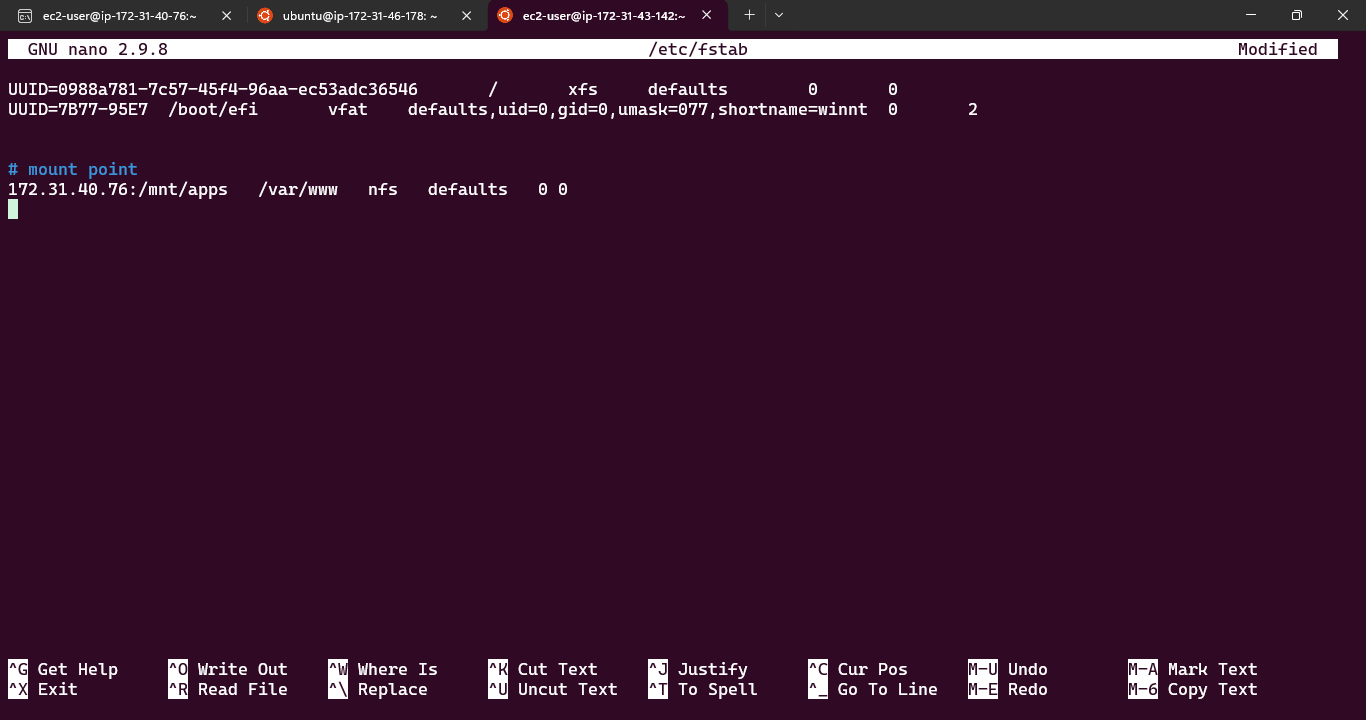 ec2-user@ip-172-31-40-76:~ ubuntu@ip-172-31-46-178: ~ ec2-user@ip-172-31-43-142:~
GNU nano 2.9.8 /etc/fstab Modified
UUID=0988a781-7c57-45f4-96aa-ec53adc36546 / xfs defaults 0 0
UUID=7B77-95E7 /boot/efi vfat defaults,uid=0,gid=0,umask=077,shortname=winnt 0 2
# mount point
172.31.40.76:/mnt/apps /var/www nfs defaults 0 0
^G Get Help ^O Write Out ^W Where Is ^K Cut Text ^J Justify ^C Cur Pos M-U Undo M-A Mark Text
^X Exit ^R Read File ^\ Replace ^U Uncut Text ^T To Spell ^_ Go To Line M-E Redo M-6 Copy Text